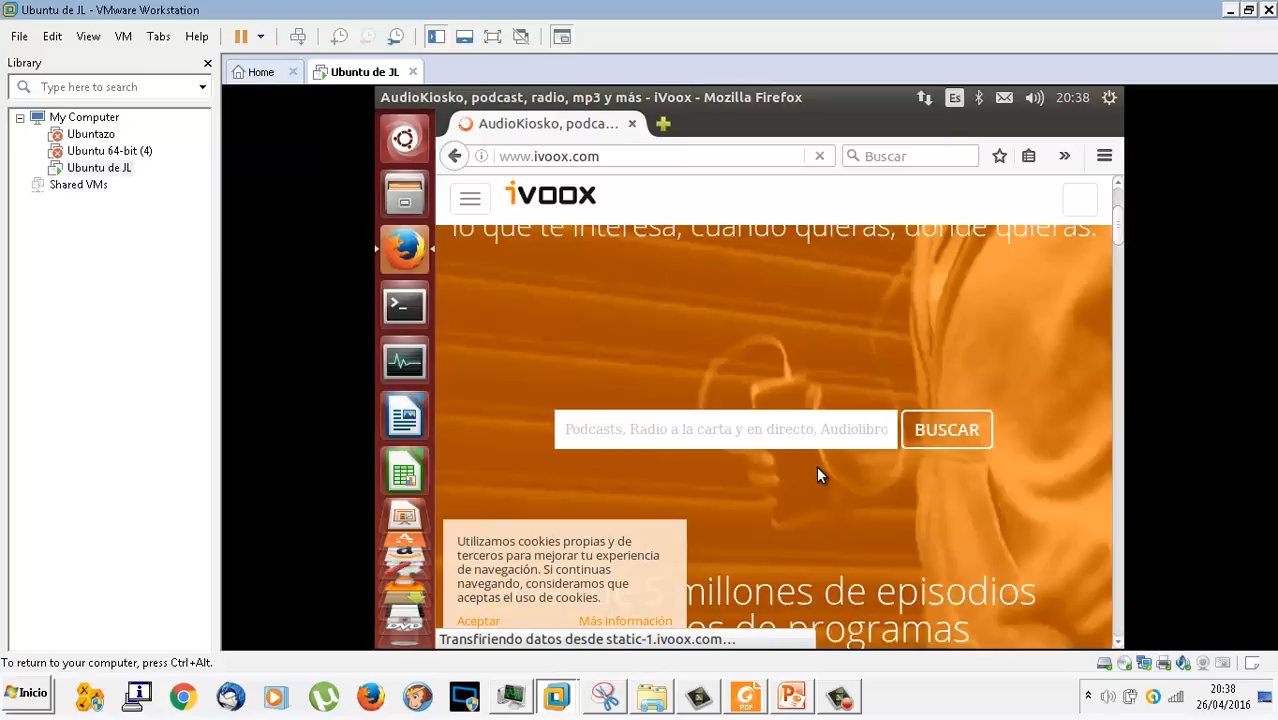 Ubuntu de JL - VMware Workstation
File Edit View VM Tabs Help
Library
Type here to search
My Computer
Ubuntazo
Ubuntu 64-bit (4)
Ubuntu de JL
Shared VMs
Home
Ubuntu de JL
AudioKiosko, podcast, radio, mp3 y más - iVoox - Mozilla Firefox
Es
20:38
AudioKiosko, podca...
www.ivoox.com
Buscar
iVOOX
lo que te interesa, cuando quieras, donde quieras.
Podcasts, Radio a la carta y en directo, Audiolibro
BUSCAR
Utilizamos cookies propias y de
terceros para mejorar tu experiencia
de navegación. Si continuas
navegando, consideramos que
aceptas el uso de cookies.
Aceptar Más información
5 millones de episodios
os de programas
Transfiriendo datos desde static-1.ivoox.com...
To return to your computer, press Ctrl+Alt.
Inicio
PDF
20:38
26/04/2016